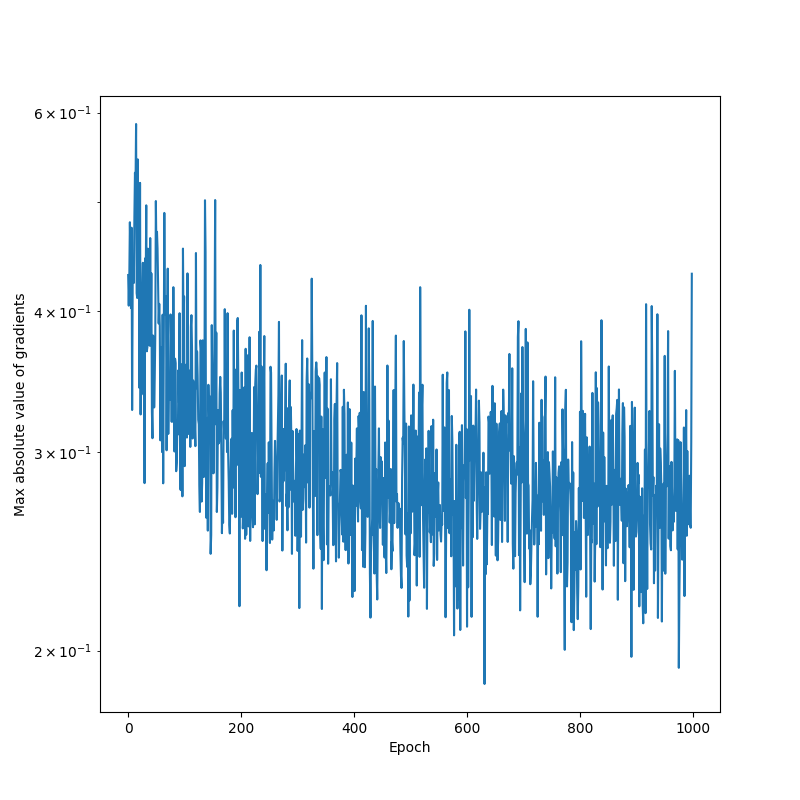 Max absolute value of gradients
6 × 10⁻¹
4 × 10⁻¹
3 × 10⁻¹
2 × 10⁻¹
0 200 400 600 800 1000
Epoch